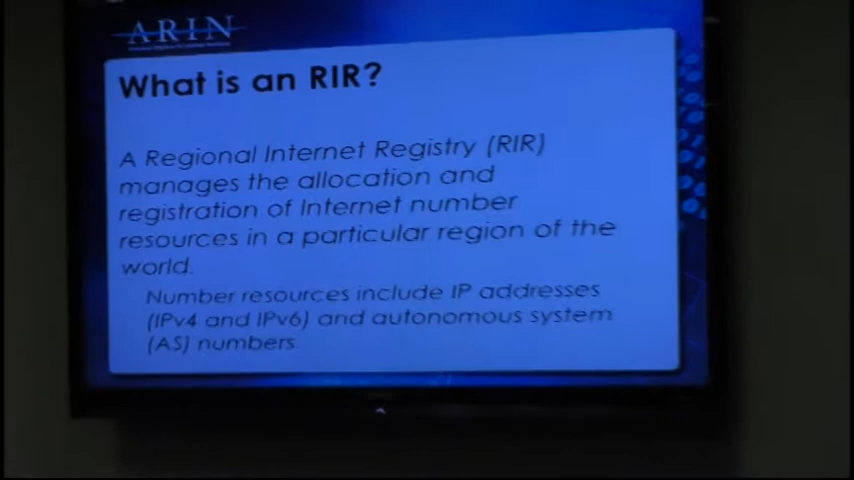 ARIN
What is an RIR?
A Regional Internet Registry (RIR)
manages the allocation and
registration of Internet number
resources in a particular region of the
world.
Number resources include IP addresses
(IPv4 and IPv6) and autonomous system
(AS) numbers.